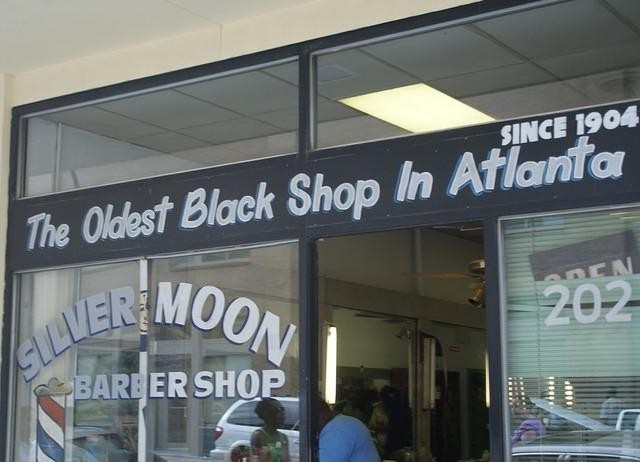 SINCE 1904
The Oldest Black Shop In Atlanta
SILVER MOON
BARBER SHOP
OPEN
202